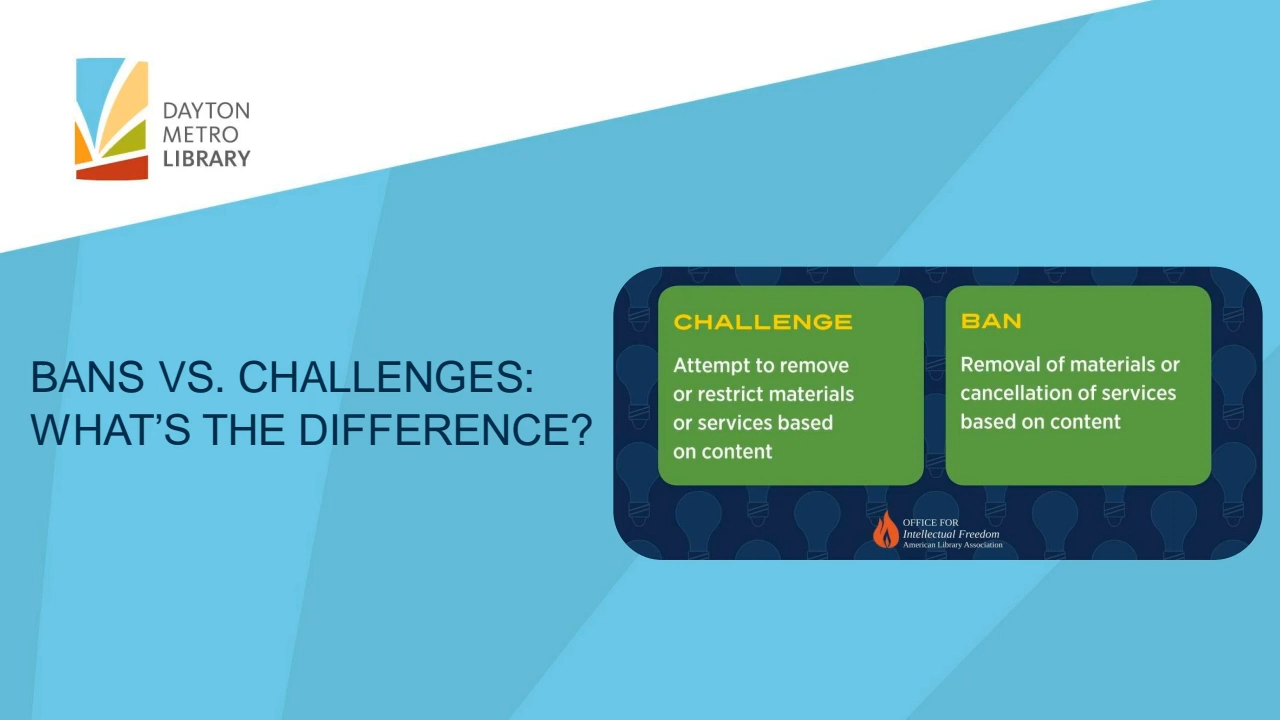 DAYTON
METRO
LIBRARY
BANS VS. CHALLENGES:
WHAT’S THE DIFFERENCE?
CHALLENGE
Attempt to remove
or restrict materials
or services based
on content
BAN
Removal of materials or
cancellation of services
based on content
OFFICE FOR
Intellectual Freedom
American Library Association